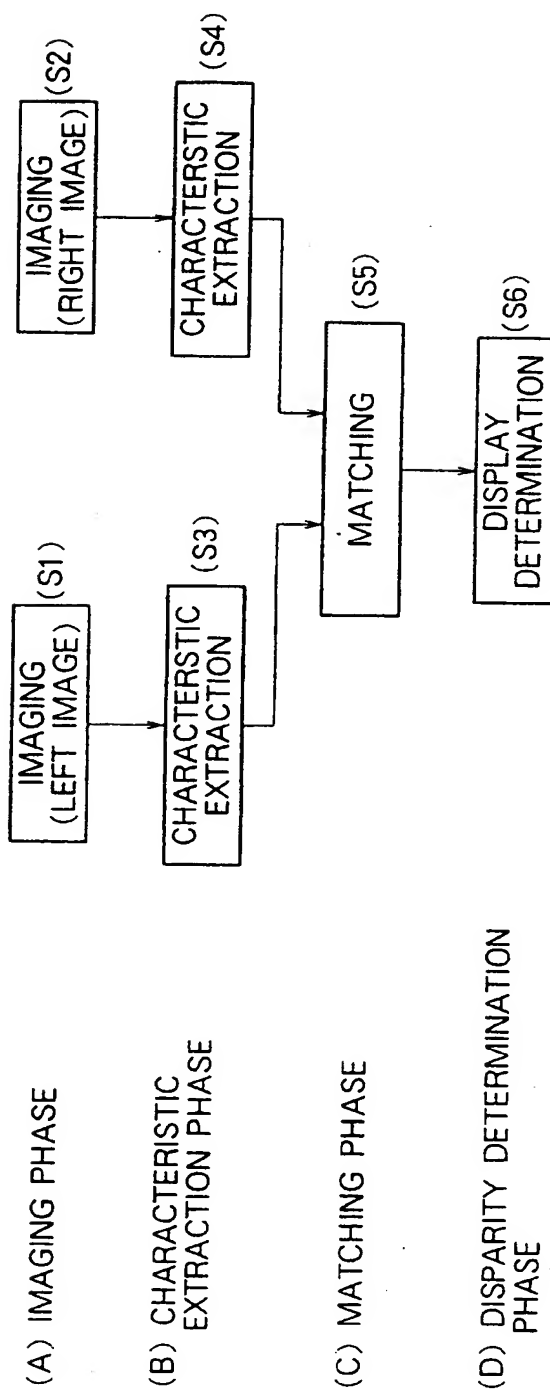 (A) IMAGING PHASE
IMAGING
(LEFT IMAGE)
(S1)
IMAGING
(RIGHT IMAGE)
(S2)
(B) CHARACTERISTIC
EXTRACTION PHASE
CHARACTERSTIC
EXTRACTION
(S3)
CHARACTERSTIC
EXTRACTION
(S4)
(C) MATCHING PHASE
MATCHING
(S5)
(D) DISPARITY DETERMINATION
PHASE
DISPLAY
DETERMINATION
(S6)